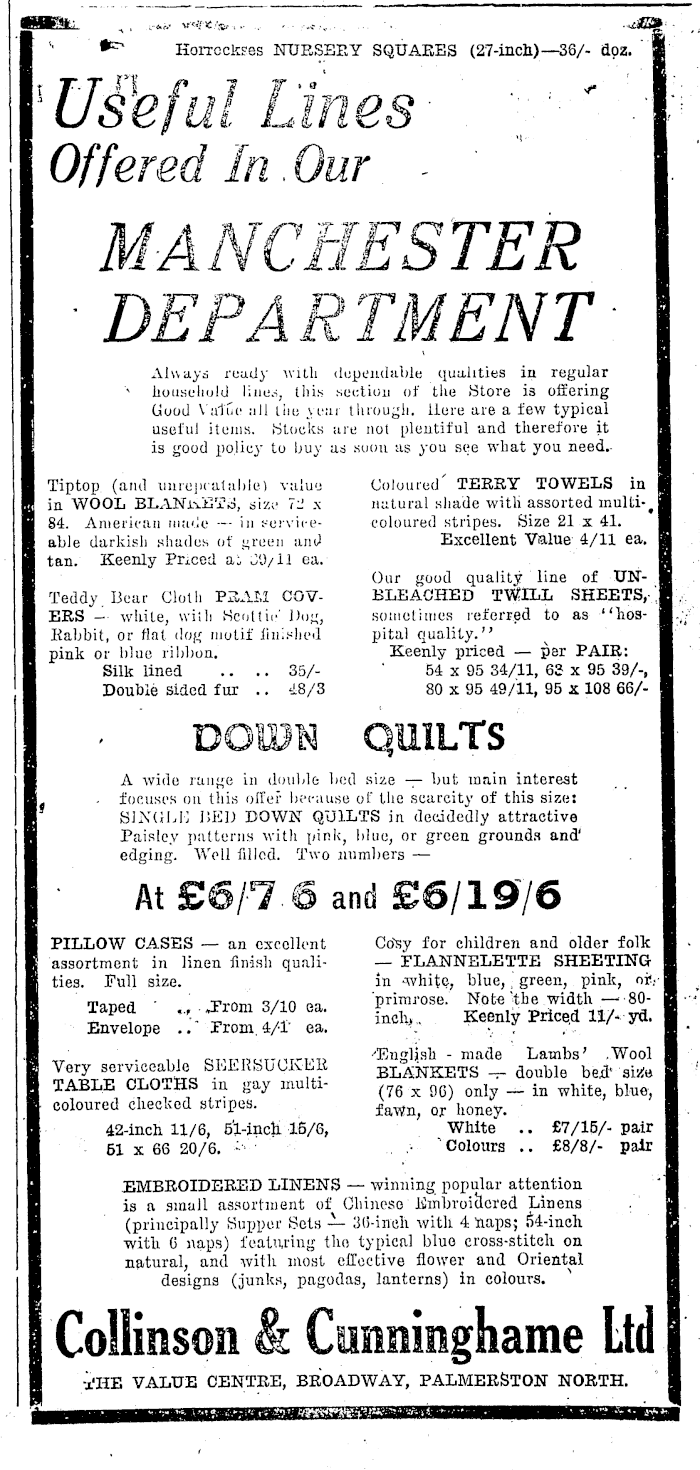 Horrockses NURSERY SQUARES (27-inch)—36/- doz.
Useful Lines
Offered In Our
MANCHESTER
DEPARTMENT
Always ready with dependable qualities in regular
household lines, this section of the Store is offering
Good Value all the year through. Here are a few typical
useful items. Stocks are not plentiful and therefore it
is good policy to buy as soon as you see what you need.
Tiptop (and unrepeatable) value
in WOOL BLANKETS, size 72 x
84. American made — in service-
able darkish shades of green and
tan. Keenly Priced at 39/11 ea.
Teddy Bear Cloth PRAM COV-
ERS — white, with Scottie Dog,
Rabbit, or flat dog motif finished
pink or blue ribbon.
Silk lined .. .. 35/-
Double sided fur .. 48/3
Coloured TERRY TOWELS in
natural shade with assorted multi-
coloured stripes. Size 21 x 41.
Excellent Value 4/11 ea.
Our good quality line of UN-
BLEACHED TWILL SHEETS,
sometimes referred to as "hos-
pital quality."
Keenly priced — per PAIR:
54 x 95 34/11, 63 x 95 39/-,
80 x 95 49/11, 95 x 108 66/-
DOWN QUILTS
A wide range in double bed size — but main interest
focuses on this offer because of the scarcity of this size:
SINGLE BED DOWN QUILTS in decidedly attractive
Paisley patterns with pink, blue, or green grounds and
edging. Well filled. Two numbers —
At £6/7 6 and £6/19/6
PILLOW CASES — an excellent
assortment in linen finish quali-
ties. Full size.
Taped .. From 3/10 ea.
Envelope .. From 4/1 ea.
Very serviceable SEERSUCKER
TABLE CLOTHS in gay multi-
coloured checked stripes.
42-inch 11/6, 51-inch 15/6,
51 x 66 20/6.
Cosy for children and older folk
— FLANNELETTE SHEETING
in white, blue, green, pink, or
primrose. Note the width — 80-
inch. Keenly Priced 11/- yd.
English-made Lambs' Wool
BLANKETS — double bed size
(76 x 96) only — in white, blue,
fawn, or honey.
White .. £7/15/- pair
Colours .. £8/8/- pair
EMBROIDERED LINENS — winning popular attention
is a small assortment of Chinese Embroidered Linens
(principally Supper Sets — 36-inch with 4 naps; 54-inch
with 6 naps) featuring the typical blue cross-stitch on
natural, and with most effective flower and Oriental
designs (junks, pagodas, lanterns) in colours.
Collinson & Cunninghame Ltd
THE VALUE CENTRE, BROADWAY, PALMERSTON NORTH.